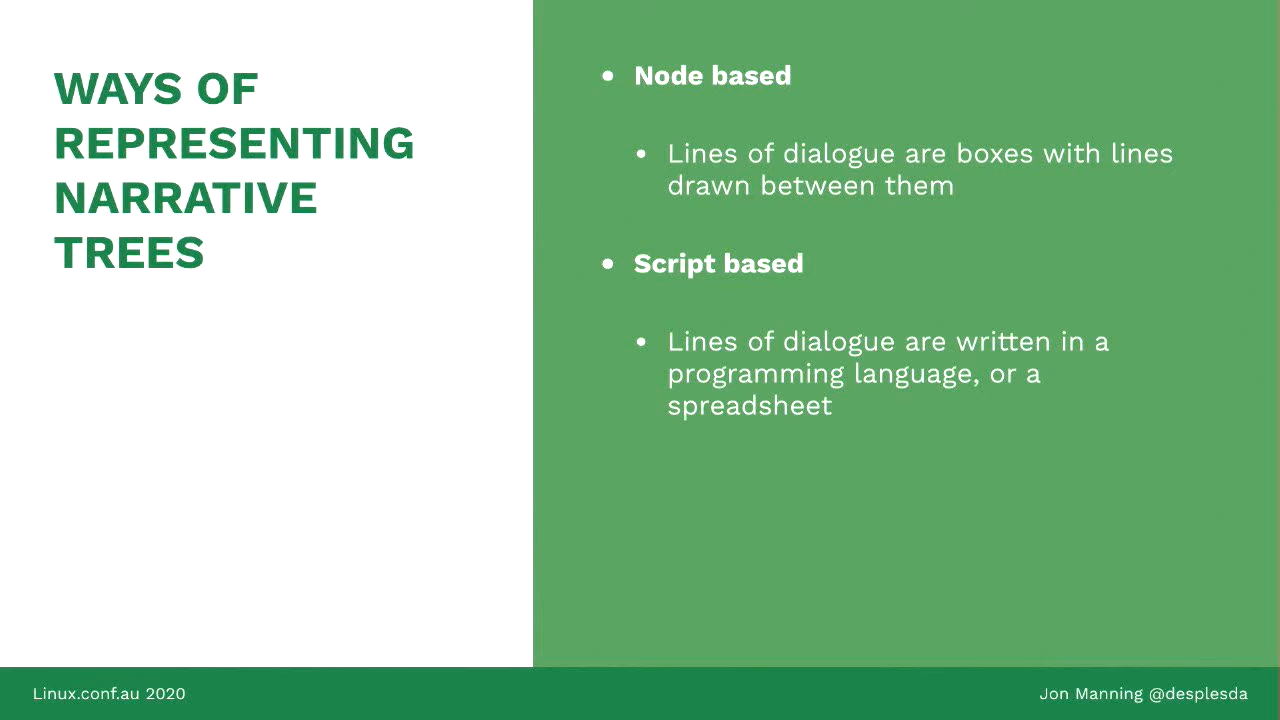 WAYS OF
REPRESENTING
NARRATIVE
TREES
• Node based
• Lines of dialogue are boxes with lines
drawn between them
• Script based
• Lines of dialogue are written in a
programming language, or a
spreadsheet
Linux.conf.au 2020
Jon Manning @desplesda